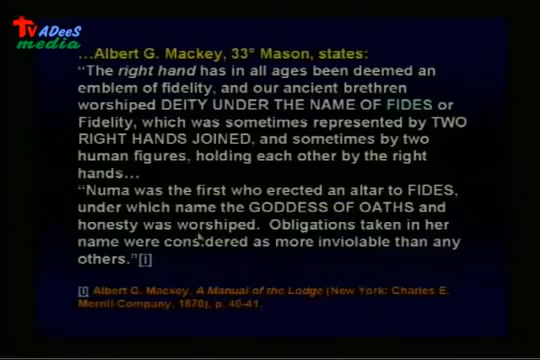 Tv ADeeS
media
...Albert G. Mackey, 33° Mason, states:
"The right hand has in all ages been deemed an
emblem of fidelity, and our ancient brethren
worshiped DEITY UNDER THE NAME OF FIDES or
Fidelity, which was sometimes represented by TWO
RIGHT HANDS JOINED, and sometimes by two
human figures, holding each other by the right
hands...
"Numa was the first who erected an altar to FIDES,
under which name the GODDESS OF OATHS and
honesty was worshiped. Obligations taken in her
name were considered as more inviolable than any
others."[i]
[i] Albert G. Mackey, A Manual of the Lodge (New York: Charles E.
Merrill Company, 1870), p. 40-41.